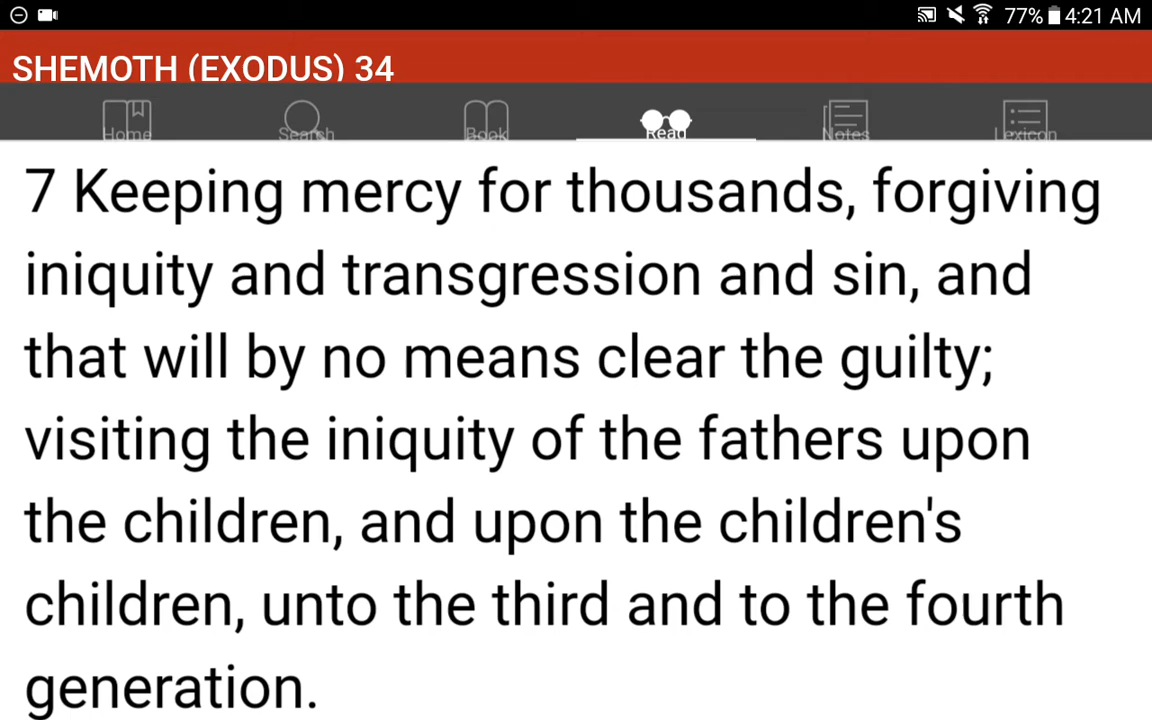 77% 4:21 AM
SHEMOTH (EXODUS) 34
Home Search Book Read Notes Lexicon
7 Keeping mercy for thousands, forgiving
iniquity and transgression and sin, and
that will by no means clear the guilty;
visiting the iniquity of the fathers upon
the children, and upon the children's
children, unto the third and to the fourth
generation.